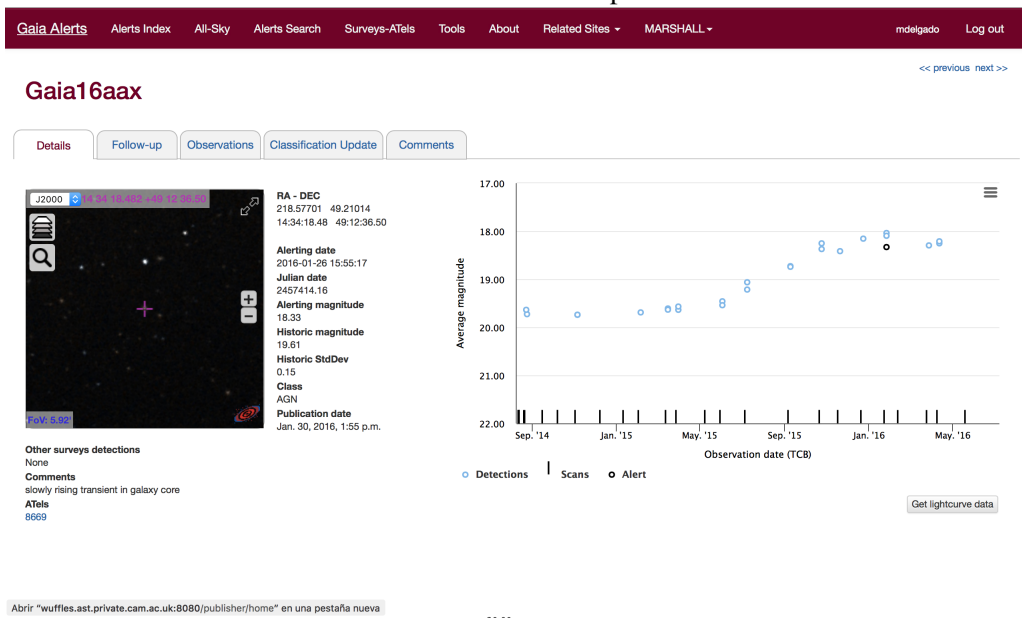 Gaia Alerts Alerts Index All-Sky Alerts Search Surveys-ATels Tools About Related Sites MARSHALL mdelgado Log out
<< previous next >>
Gaia16aax
Details Follow-up Observations Classification Update Comments
J2000 14 34 18.482 +49 12 36.50
FoV: 5.92'
RA - DEC
218.57701 49.21014
14:34:18.48 49:12:36.50
Alerting date
2016-01-26 15:55:17
Julian date
2457414.16
Alerting magnitude
18.33
Historic magnitude
19.61
Historic StdDev
0.15
Class
AGN
Publication date
Jan. 30, 2016, 1:55 p.m.
Other surveys detections
None
Comments
slowly rising transient in galaxy core
ATels
8669
Average magnitude
17.00
18.00
19.00
20.00
21.00
22.00
Sep. '14 Jan. '15 May. '15 Sep. '15 Jan. '16 May. '16
Observation date (TCB)
Detections Scans Alert
Get lightcurve data
Abrir "wuffles.ast.private.cam.ac.uk:8080/publisher/home" en una pestaña nueva